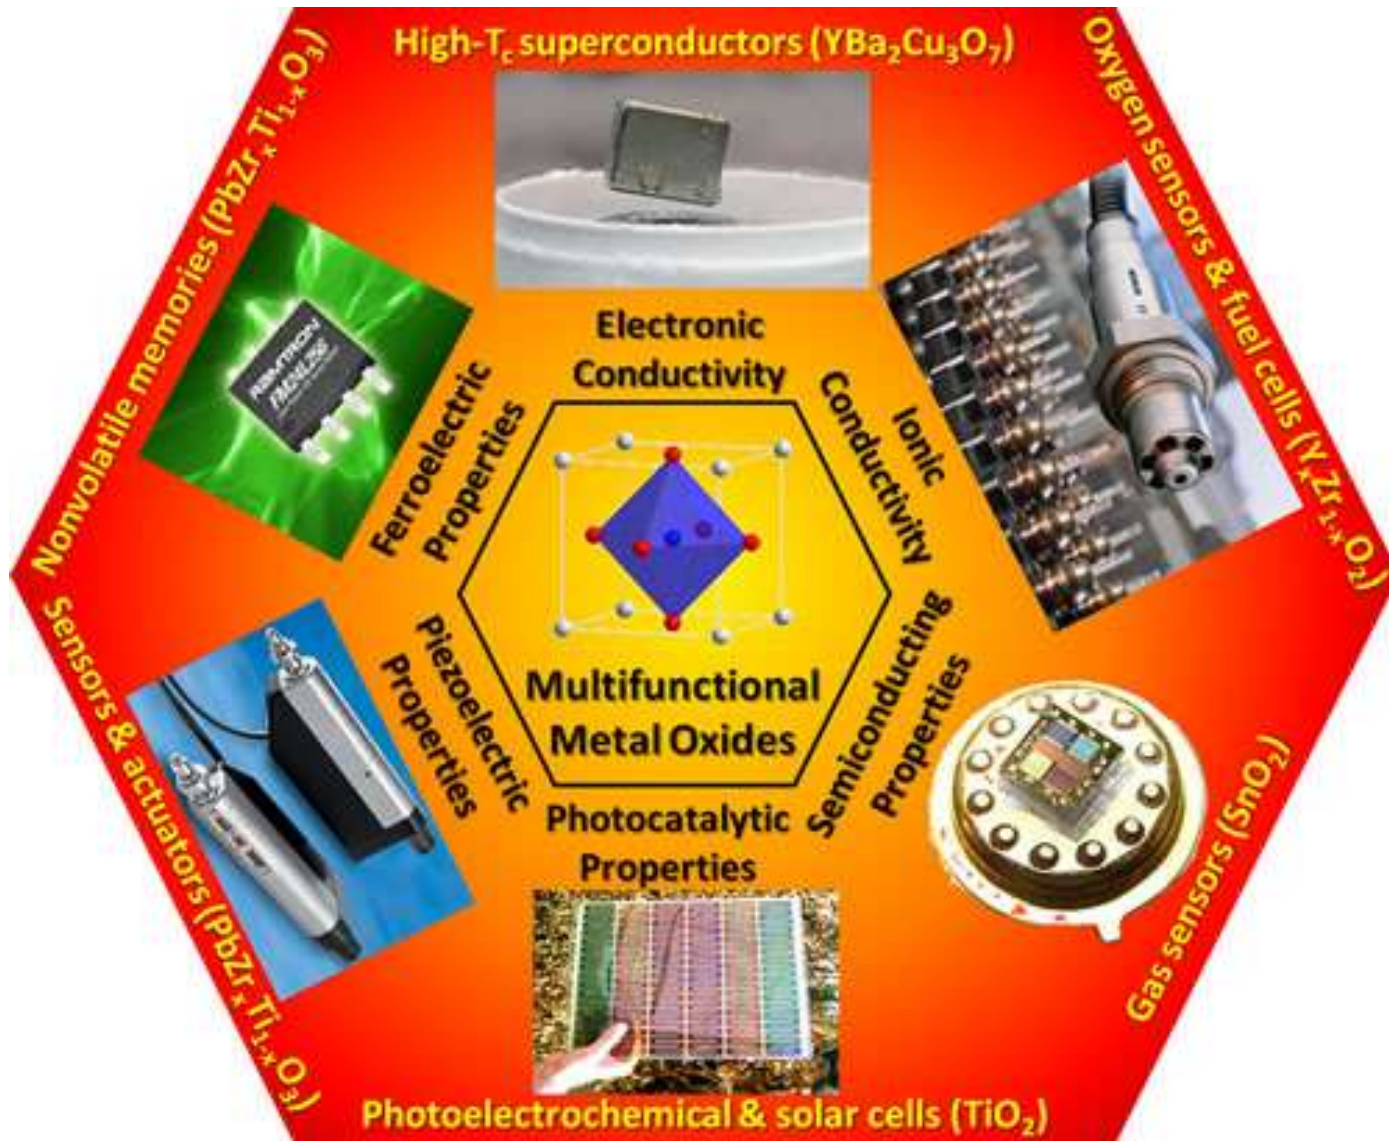 High-T꜀ superconductors (YBa₂Cu₃O₇)
Oxygen sensors & fuel cells (YₓZr₁₋ₓO₂)
Nonvolatile memories (PbZrₓTi₁₋ₓO₃)
RAMTRON
FM24L256
Electronic
Conductivity
Ionic
Conductivity
Ferroelectric
Properties
Multifunctional
Metal Oxides
Piezoelectric
Properties
Semiconducting
Properties
Photocatalytic
Properties
Sensors & actuators (PbZrₓTi₁₋ₓO₃)
Gas sensors (SnO₂)
Photoelectrochemical & solar cells (TiO₂)